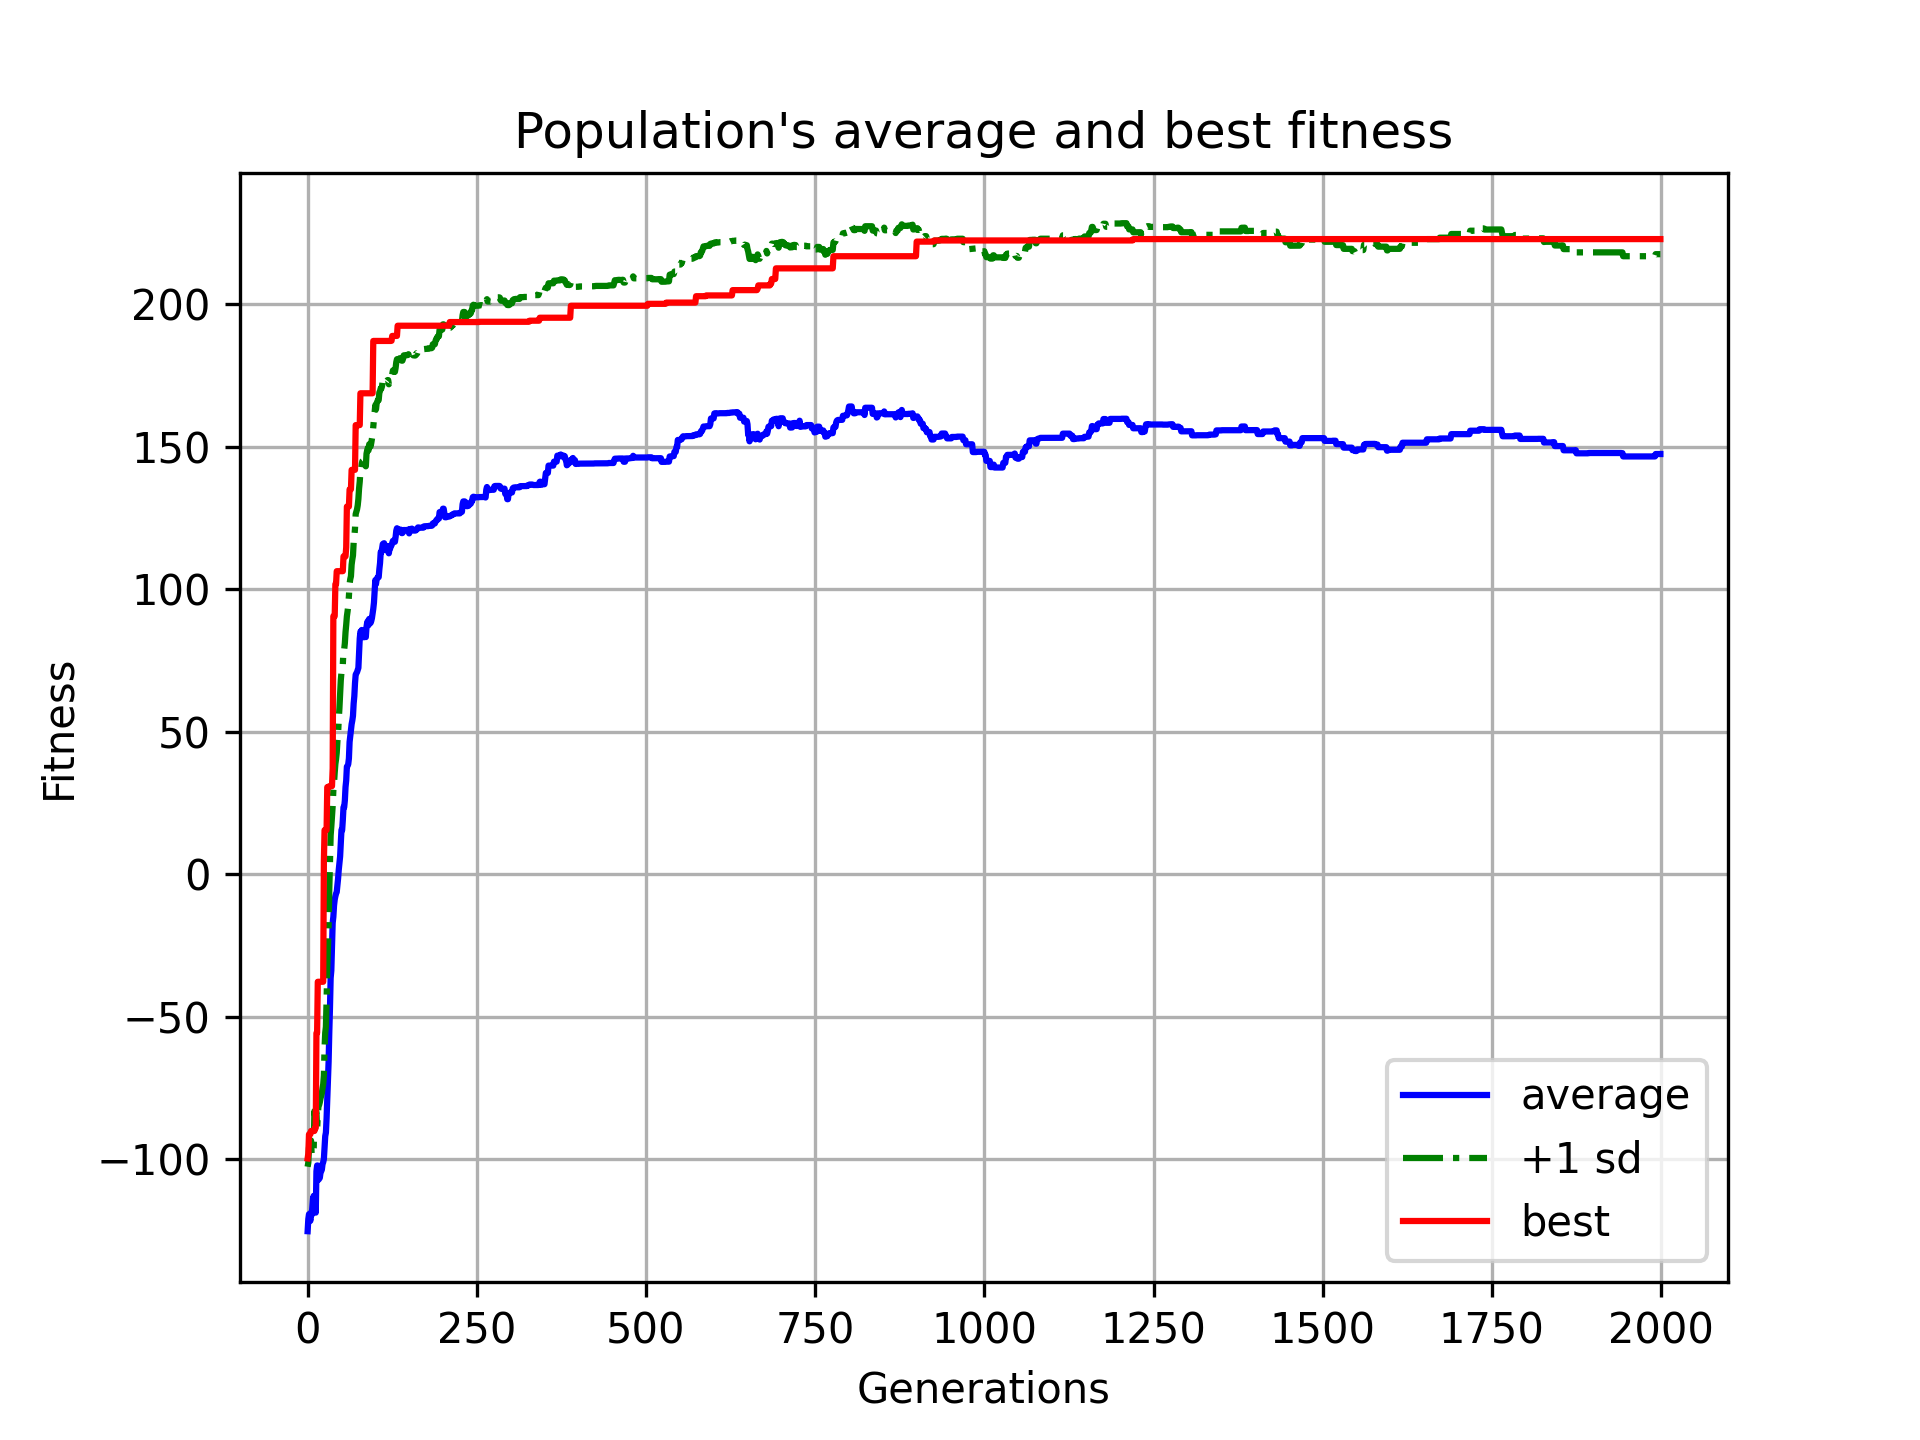 Population's average and best fitness
200
150
100
50
0
−50
−100
Fitness
0 250 500 750 1000 1250 1500 1750 2000
Generations
average
+1 sd
best